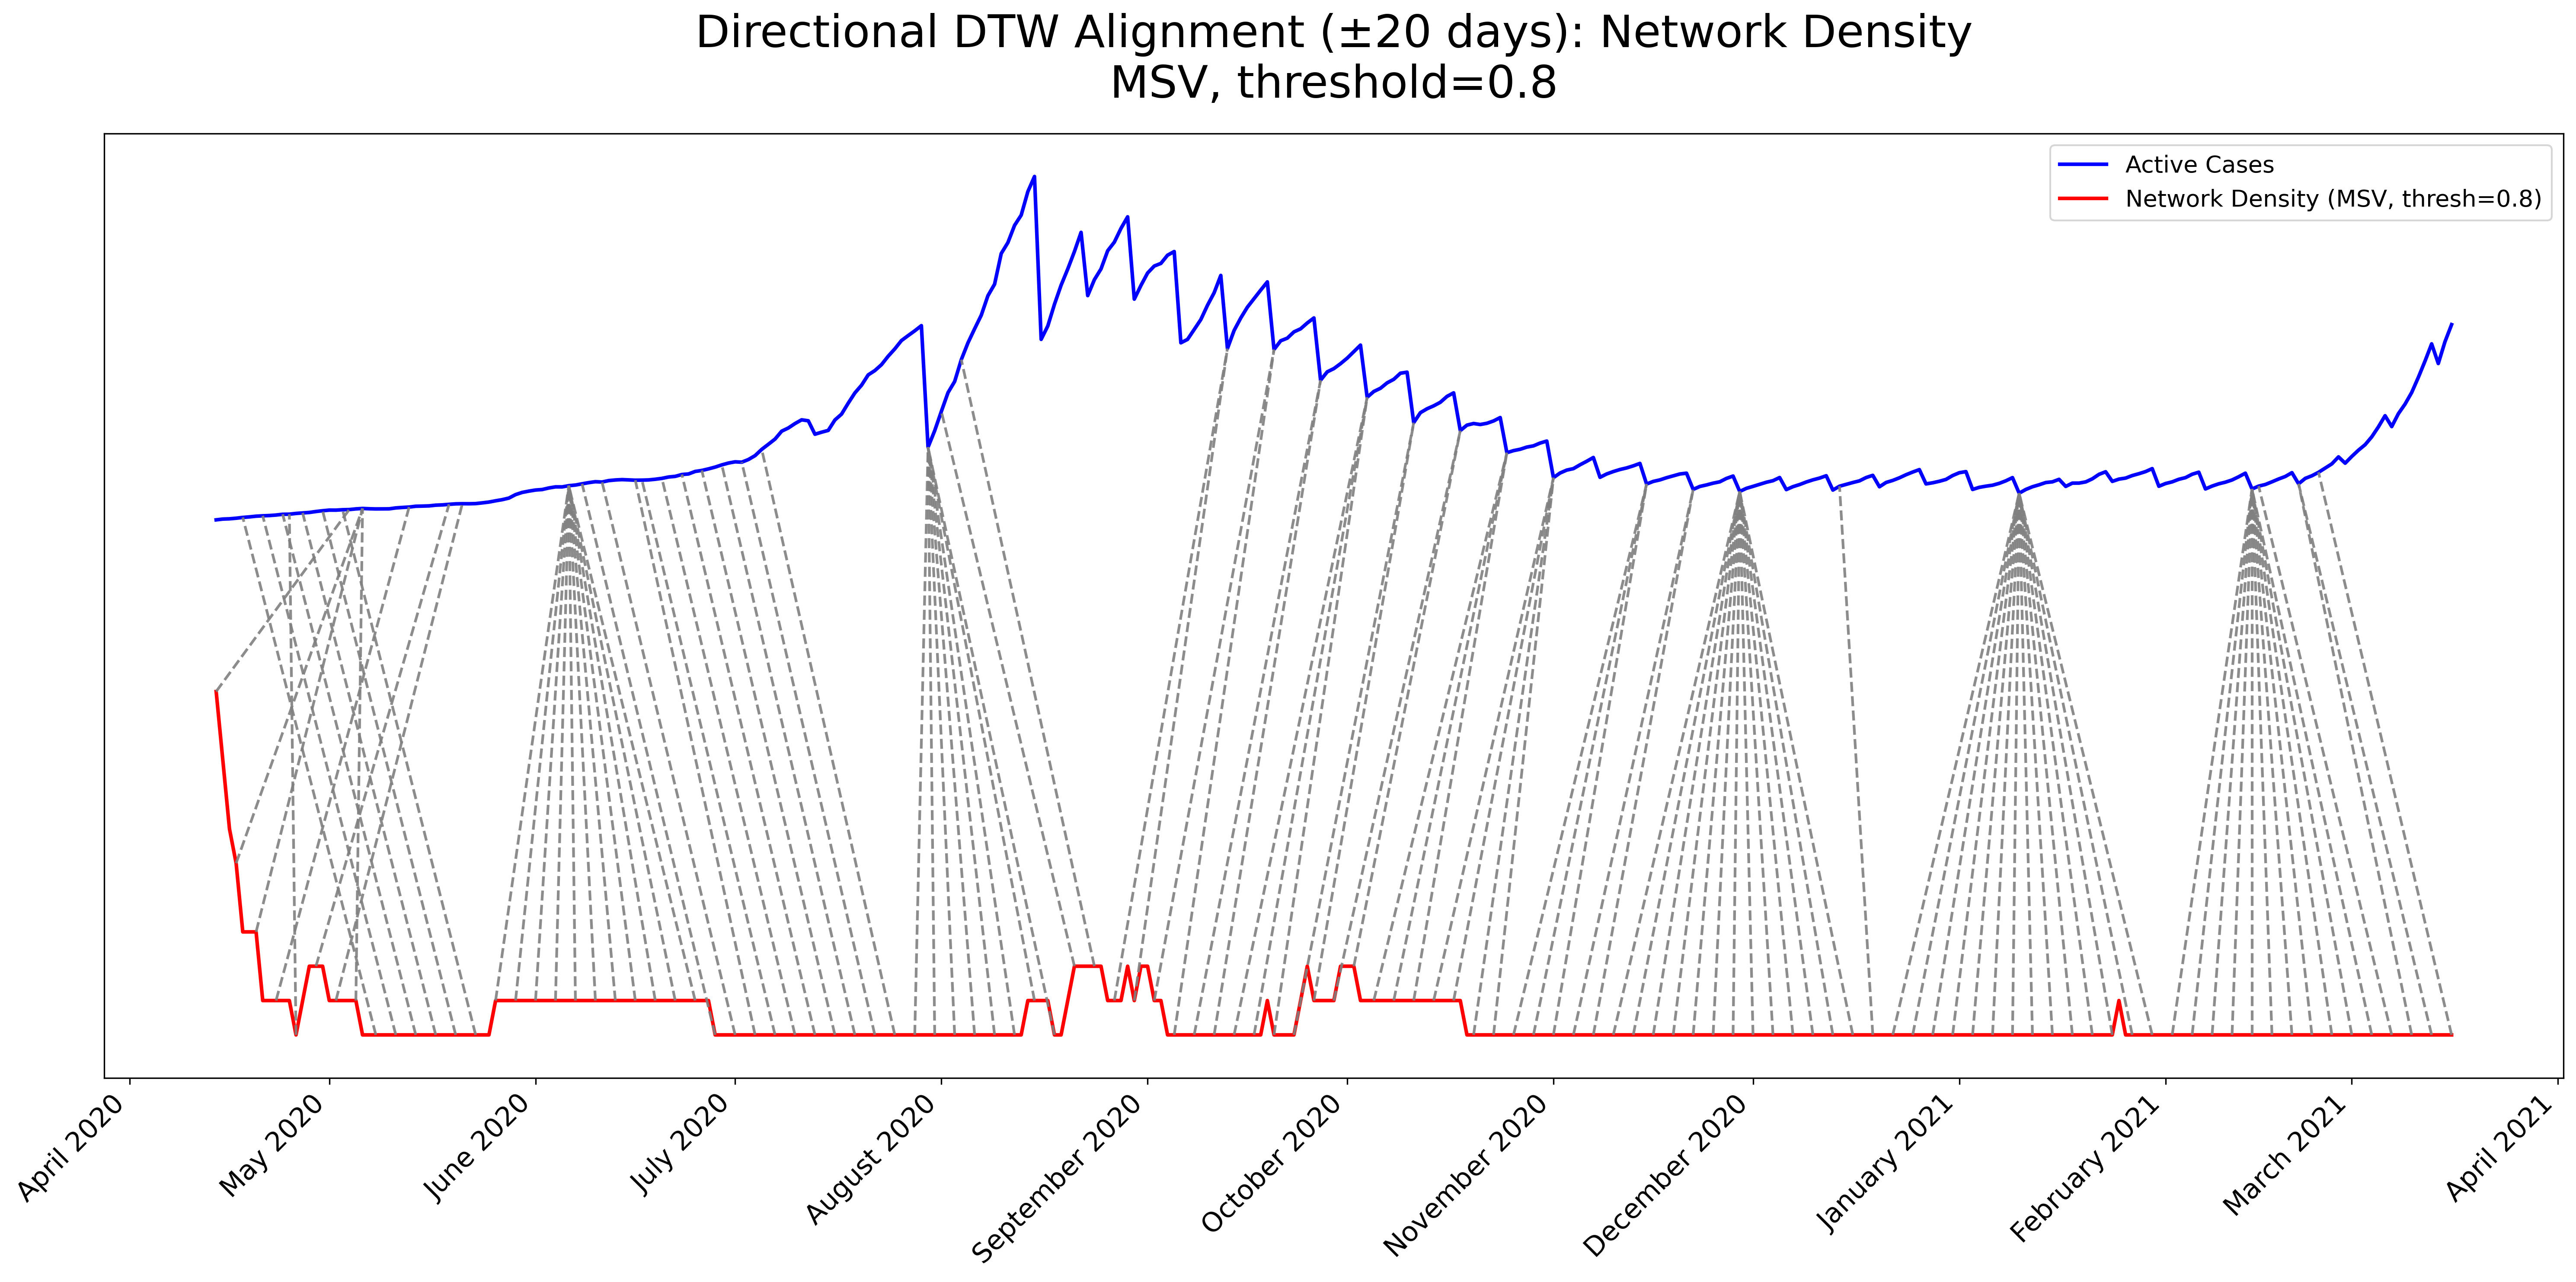 Directional DTW Alignment (±20 days): Network Density
MSV, threshold=0.8
Active Cases
Network Density (MSV, thresh=0.8)
April 2020
May 2020
June 2020
July 2020
August 2020
September 2020
October 2020
November 2020
December 2020
January 2021
February 2021
March 2021
April 2021